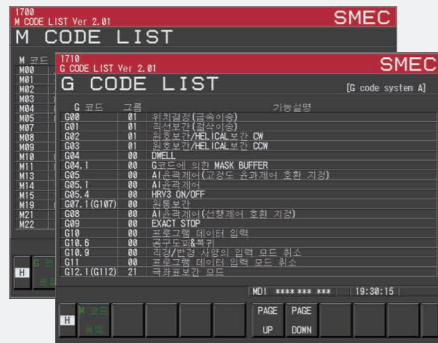 1700
M CODE LIST Ver 2.01
SMEC
M CODE LIST
M 코드
M00
M01
M02
M03
M04
M05
M07
M08
M09
M10
M11
M13
M14
M15
M19
M21
M22
H
1710
G CODE LIST Ver 2.01
SMEC
G CODE LIST
[G code system A]
G 코드 그룹 기능설명
G00 01 위치결정(급속이송)
G01 01 직선보간(절삭이송)
G02 01 원호보간/HELICAL보간 CW
G03 01 원호보간/HELICAL보간 CCW
G04 00 DWELL
G04.1 00 G코드에 의한 MASK BUFFER
G05 00 AI윤곽제어(고정도 윤곽제어 호환 지정)
G05.1 00 AI윤곽제어
G05.4 00 HRV3 ON/OFF
G07.1(G107) 00 원통보간
G08 00 AI윤곽제어(선행제어 호환 지정)
G09 00 EXACT STOP
G10 00 프로그램 데이터 입력
G10.6 00 공구도피&복귀
G10.9 00 직경/반경 사양의 입력 모드 취소
G11 00 프로그램 데이터 입력 모드 취소
G12.1(G112) 21 극좌표보간 모드
MDI **** *** *** 19:30:15
H
M 코드
PAGE UP
PAGE DOWN